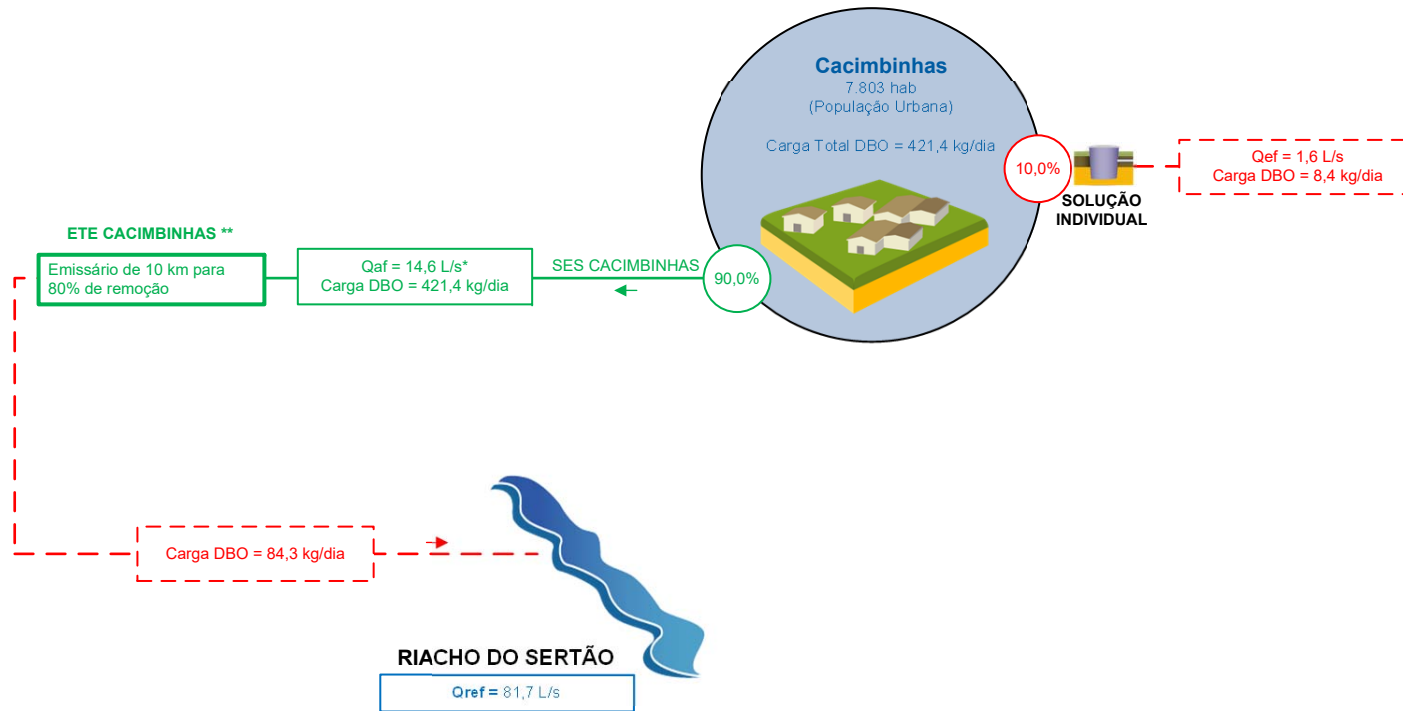 Cacimbinhas
7.803 hab
(População Urbana)
Carga Total DBO = 421,4 kg/dia
10,0%
SOLUÇÃO
INDIVIDUAL
Qef = 1,6 L/s
Carga DBO = 8,4 kg/dia
ETE CACIMBINHAS **
Emissário de 10 km para
80% de remoção
Qaf = 14,6 L/s*
Carga DBO = 421,4 kg/dia
SES CACIMBINHAS
90,0%
Carga DBO = 84,3 kg/dia
RIACHO DO SERTÃO
Qref = 81,7 L/s